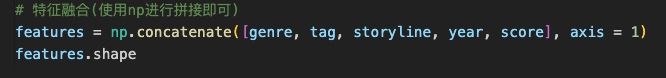 # 特征融合(使用np进行拼接即可)
features = np.concatenate([genre, tag, storyline, year, score], axis = 1)
features.shape